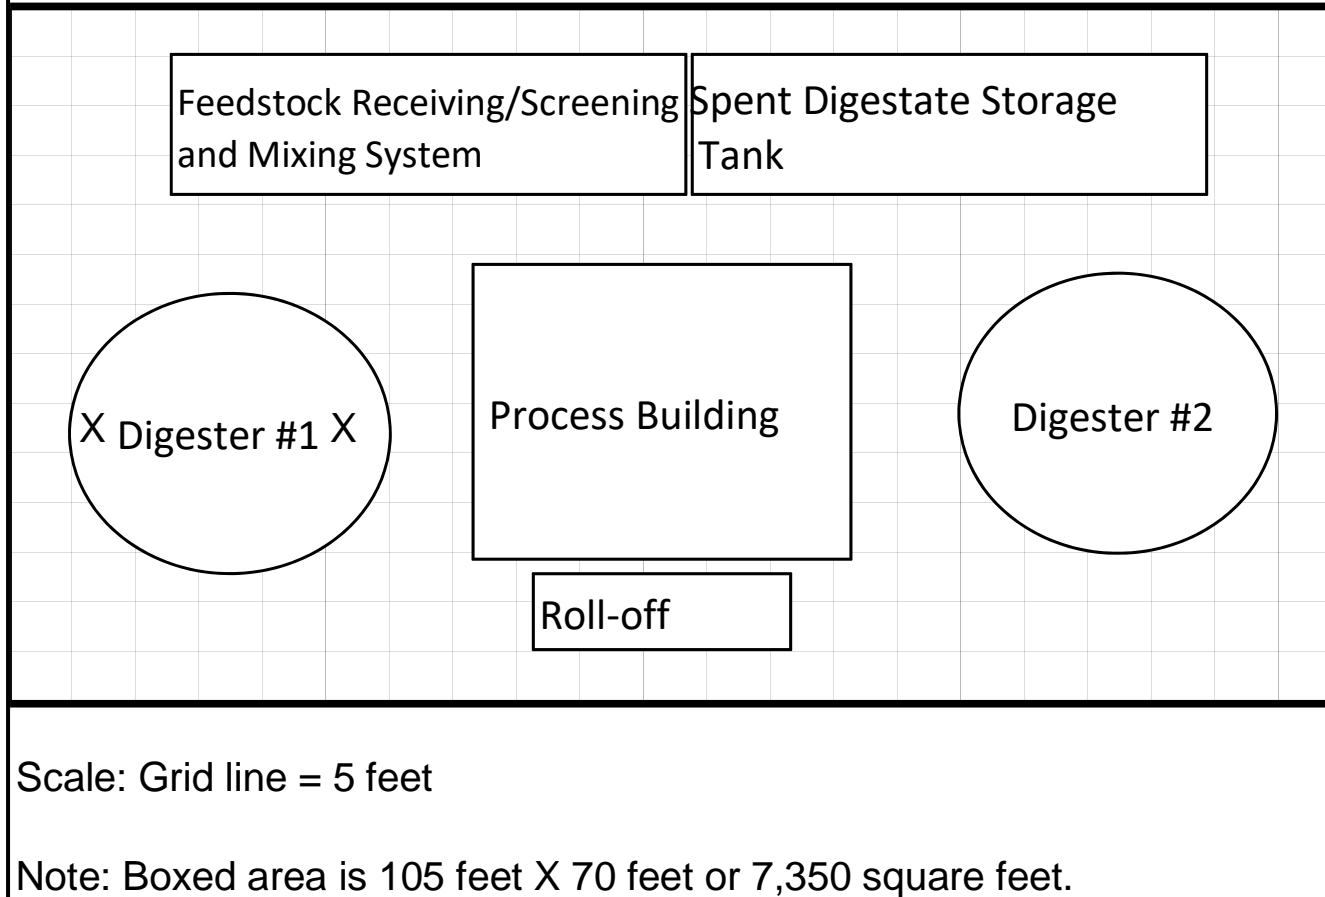 Feedstock Receiving/Screening
and Mixing System
Spent Digestate Storage
Tank
X Digester #1 X
Process Building
Digester #2
Roll-off
Scale: Grid line = 5 feet
Note: Boxed area is 105 feet X 70 feet or 7,350 square feet.